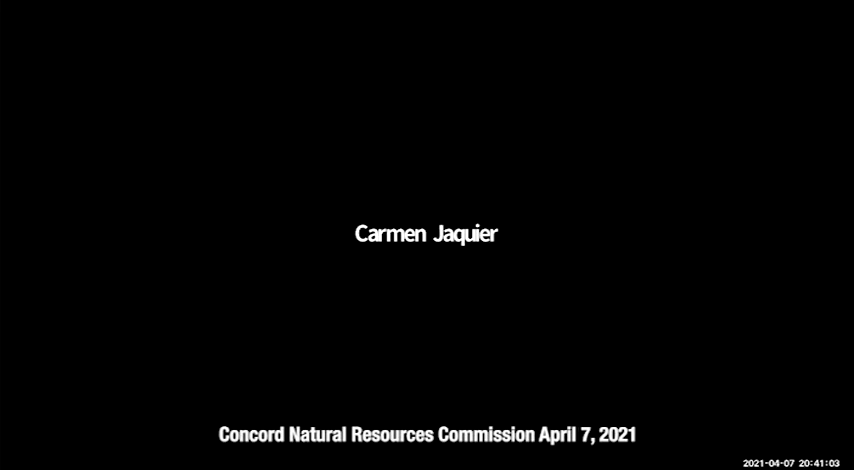 Carmen Jaquier
Concord Natural Resources Commission April 7, 2021
2021-04-07 20:41:03